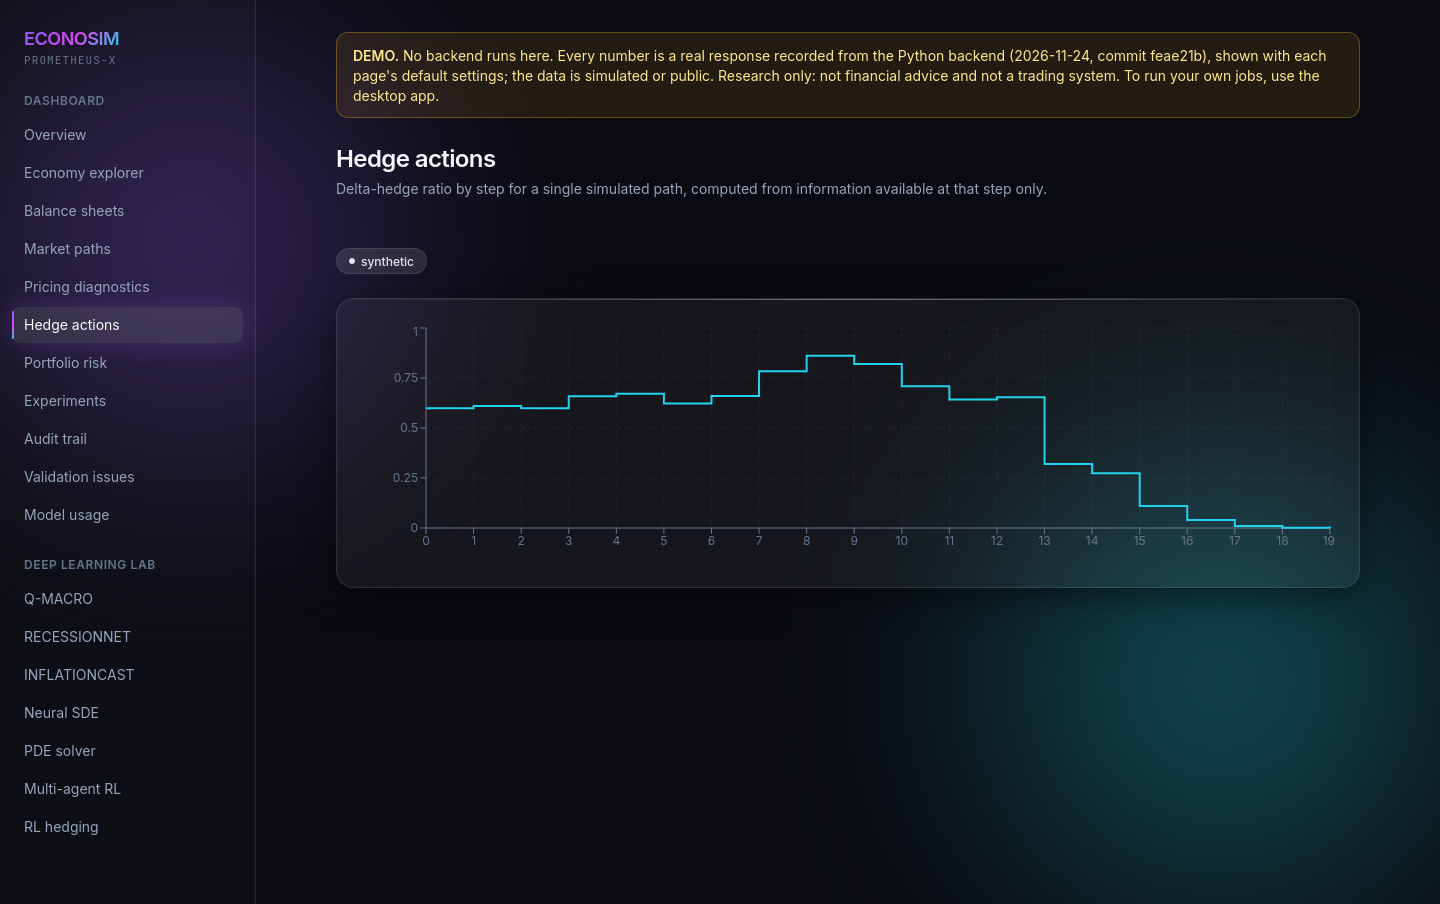 ECONOSIM
PROMETHEUS-X
DASHBOARD
Overview
Economy explorer
Balance sheets
Market paths
Pricing diagnostics
Hedge actions
Portfolio risk
Experiments
Audit trail
Validation issues
Model usage
DEEP LEARNING LAB
Q-MACRO
RECESSIONNET
INFLATIONCAST
Neural SDE
PDE solver
Multi-agent RL
RL hedging
DEMO. No backend runs here. Every number is a real response recorded from the Python backend (2026-11-24, commit feae21b), shown with each
page's default settings; the data is simulated or public. Research only: not financial advice and not a trading system. To run your own jobs, use the
desktop app.
Hedge actions
Delta-hedge ratio by step for a single simulated path, computed from information available at that step only.
synthetic
1
0.75
0.5
0.25
0
0 1 2 3 4 5 6 7 8 9 10 11 12 13 14 15 16 17 18 19